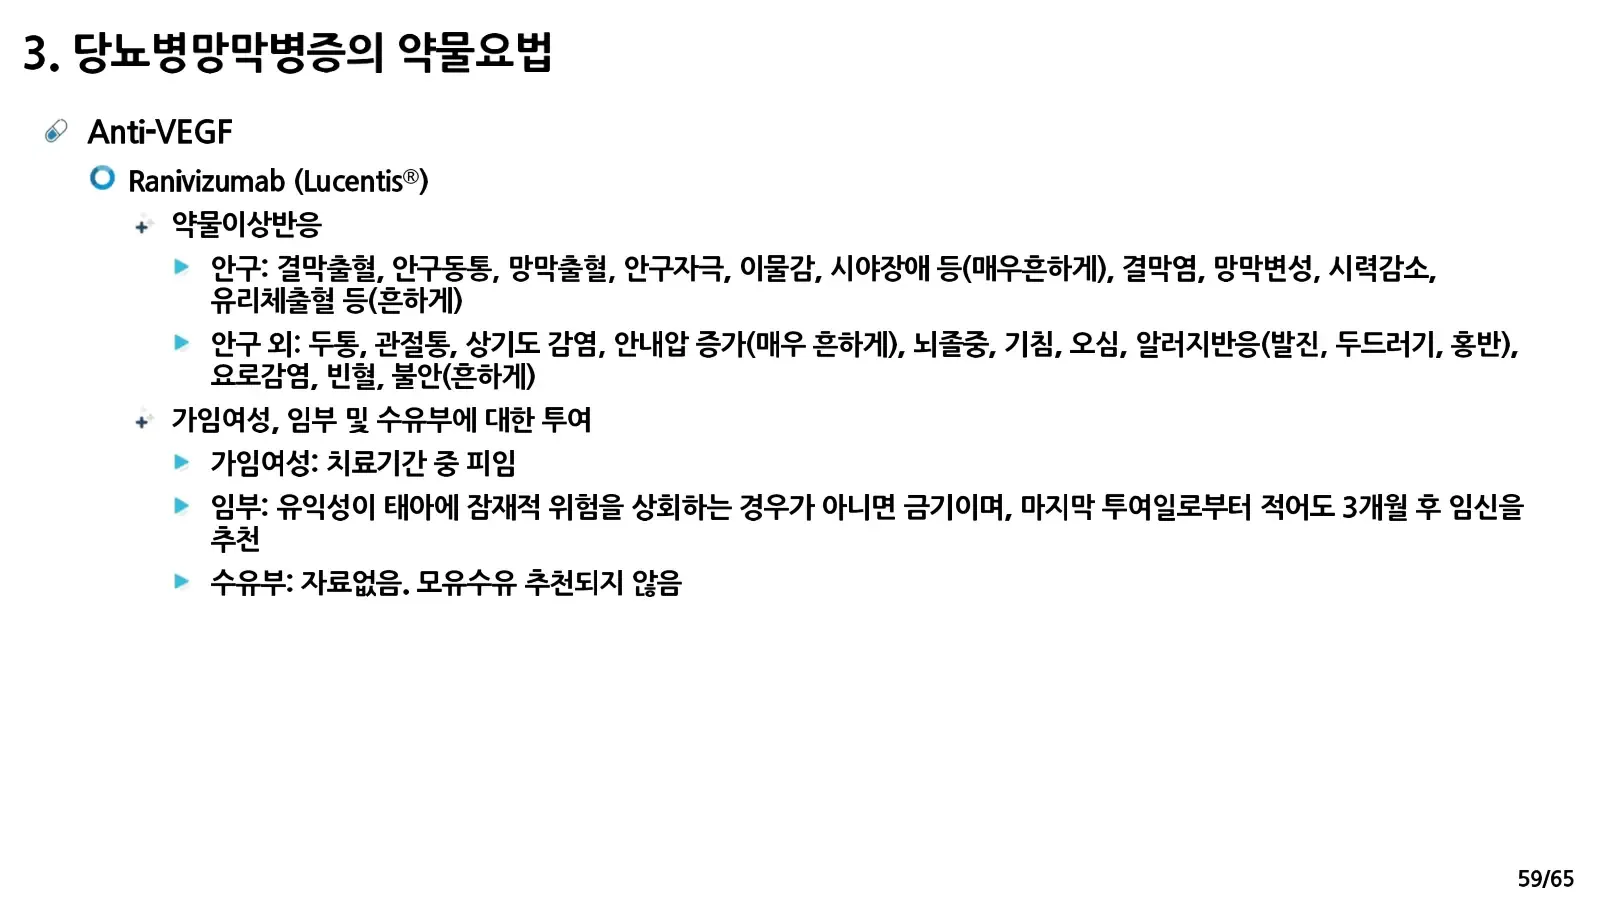 3. 당뇨병망막병증의 약물요법
Anti-VEGF
Ranivizumab (Lucentis®)
약물이상반응
안구: 결막출혈, 안구동통, 망막출혈, 안구자극, 이물감, 시야장애 등(매우흔하게), 결막염, 망막변성, 시력감소,
유리체출혈 등(흔하게)
안구 외: 두통, 관절통, 상기도 감염, 안내압 증가(매우 흔하게), 뇌졸중, 기침, 오심, 알러지반응(발진, 두드러기, 홍반),
요로감염, 빈혈, 불안(흔하게)
가임여성, 임부 및 수유부에 대한 투여
가임여성: 치료기간 중 피임
임부: 유익성이 태아에 잠재적 위험을 상회하는 경우가 아니면 금기이며, 마지막 투여일로부터 적어도 3개월 후 임신을
추천
수유부: 자료없음. 모유수유 추천되지 않음
59/65